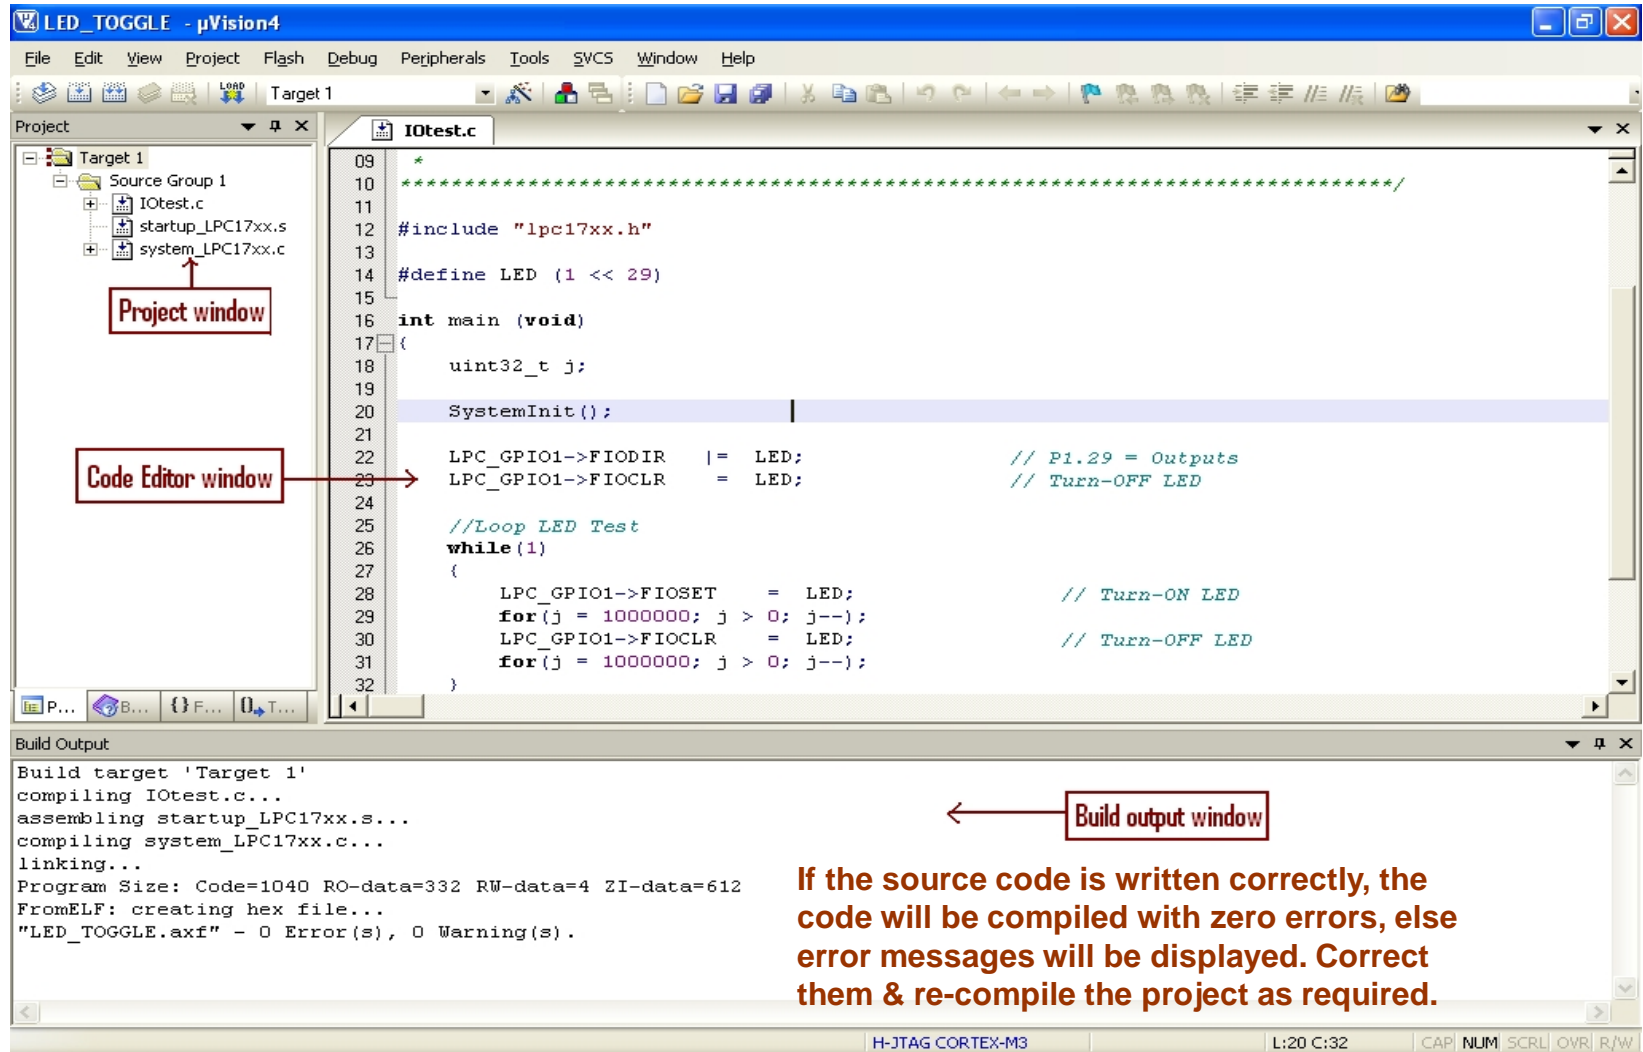 LED_TOGGLE - µVision4
File Edit View Project Flash Debug Peripherals Tools SVCS Window Help
LOAD Target 1
Project
IOtest.c
Target 1
Source Group 1
IOtest.c
startup_LPC17xx.s
system_LPC17xx.c
Project window
Code Editor window
P... B... {} F... 0 T...
09 *
10 ******************************************************************************/
11
12 #include "lpc17xx.h"
13
14 #define LED (1 << 29)
15
16 int main (void)
17 {
18 uint32_t j;
19
20 SystemInit();
21
22 LPC_GPIO1->FIODIR |= LED; // P1.29 = Outputs
23 LPC_GPIO1->FIOCLR = LED; // Turn-OFF LED
24
25 //Loop LED Test
26 while(1)
27 {
28 LPC_GPIO1->FIOSET = LED; // Turn-ON LED
29 for(j = 1000000; j > 0; j--);
30 LPC_GPIO1->FIOCLR = LED; // Turn-OFF LED
31 for(j = 1000000; j > 0; j--);
32 }
Build Output
Build target 'Target 1'
compiling IOtest.c...
assembling startup_LPC17xx.s...
compiling system_LPC17xx.c...
linking...
Program Size: Code=1040 RO-data=332 RW-data=4 ZI-data=612
FromELF: creating hex file...
"LED_TOGGLE.axf" - 0 Error(s), 0 Warning(s).
Build output window
If the source code is written correctly, the
code will be compiled with zero errors, else
error messages will be displayed. Correct
them & re-compile the project as required.
H-JTAG CORTEX-M3 L:20 C:32 CAP NUM SCRL OVR R/W